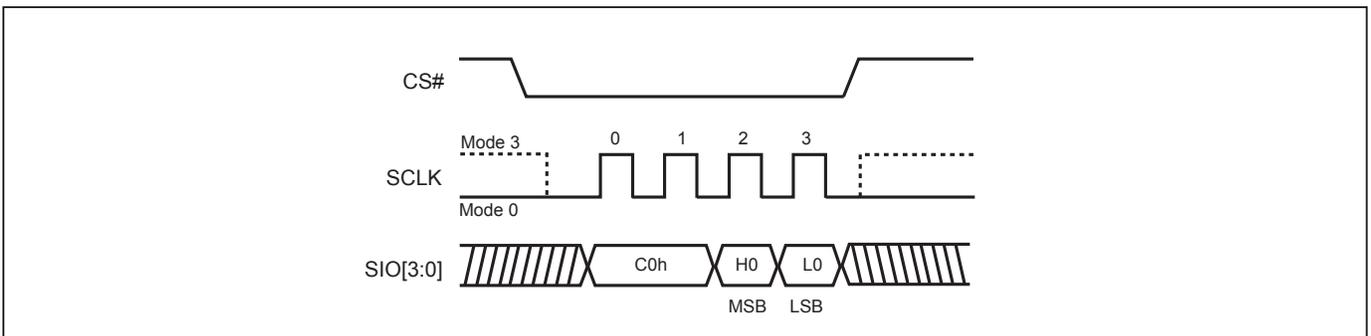 CS#
Mode 3 0 1 2 3
SCLK
Mode 0
SIO[3:0] C0h H0 L0
MSB LSB